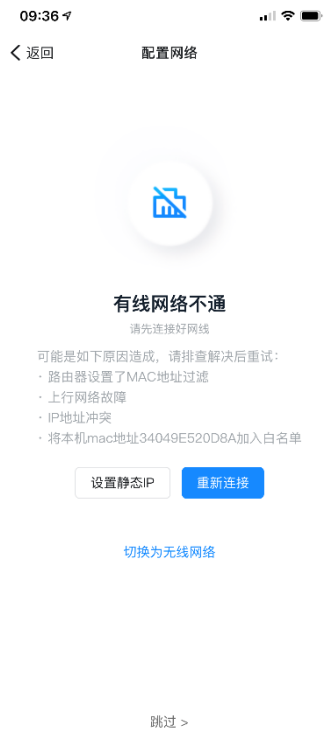 09:36
返回
配置网络
有线网络不通
请先连接好网线
可能是如下原因造成，请排查解决后重试：
· 路由器设置了MAC地址过滤
· 上行网络故障
· IP地址冲突
· 将本机mac地址34049E520D8A加入白名单
设置静态IP
重新连接
切换为无线网络
跳过 >